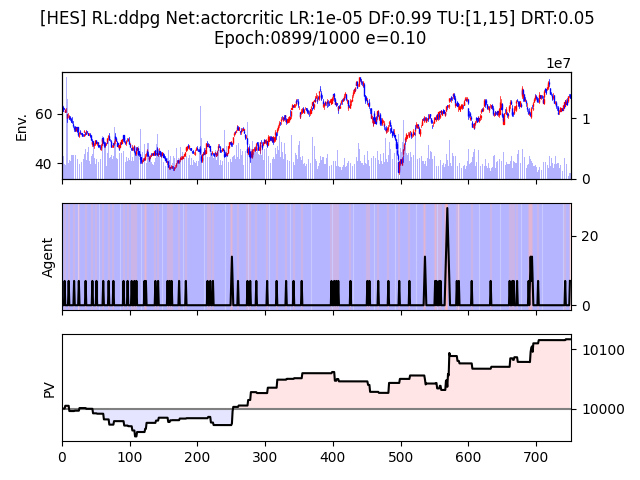 [HES] RL:ddpg Net:actorcritic LR:1e-05 DF:0.99 TU:[1,15] DRT:0.05
Epoch:0899/1000 e=0.10
1e7
Env.
60
40
1
0
Agent
20
0
PV
10100
10000
0 100 200 300 400 500 600 700